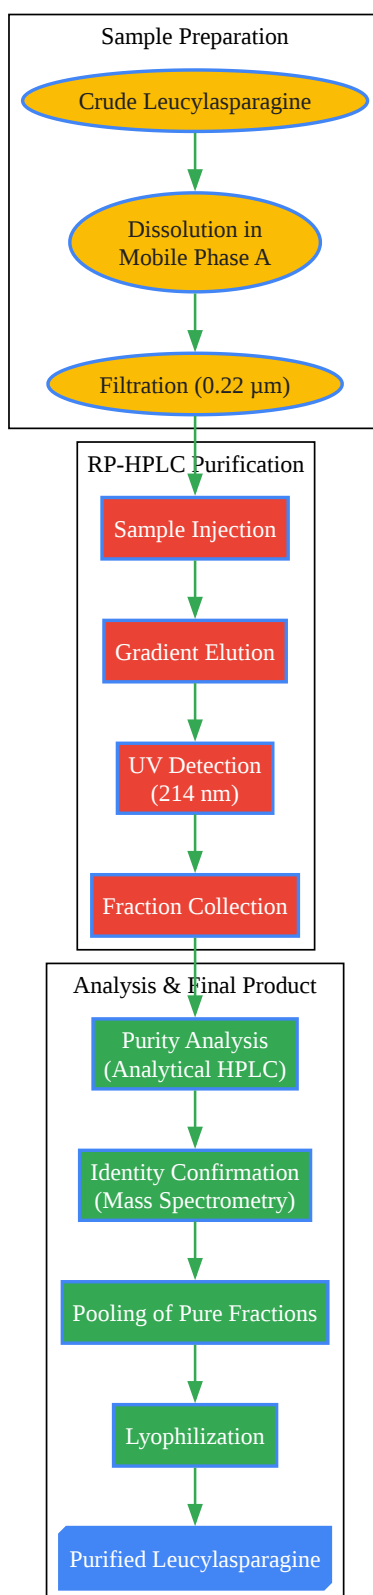 Sample Preparation
Crude Leucylasparagine
Dissolution in
Mobile Phase A
Filtration (0.22 µm)
RP-HPLC Purification
Sample Injection
Gradient Elution
UV Detection
(214 nm)
Fraction Collection
Analysis & Final Product
Purity Analysis
(Analytical HPLC)
Identity Confirmation
(Mass Spectrometry)
Pooling of Pure Fractions
Lyophilization
Purified Leucylasparagine